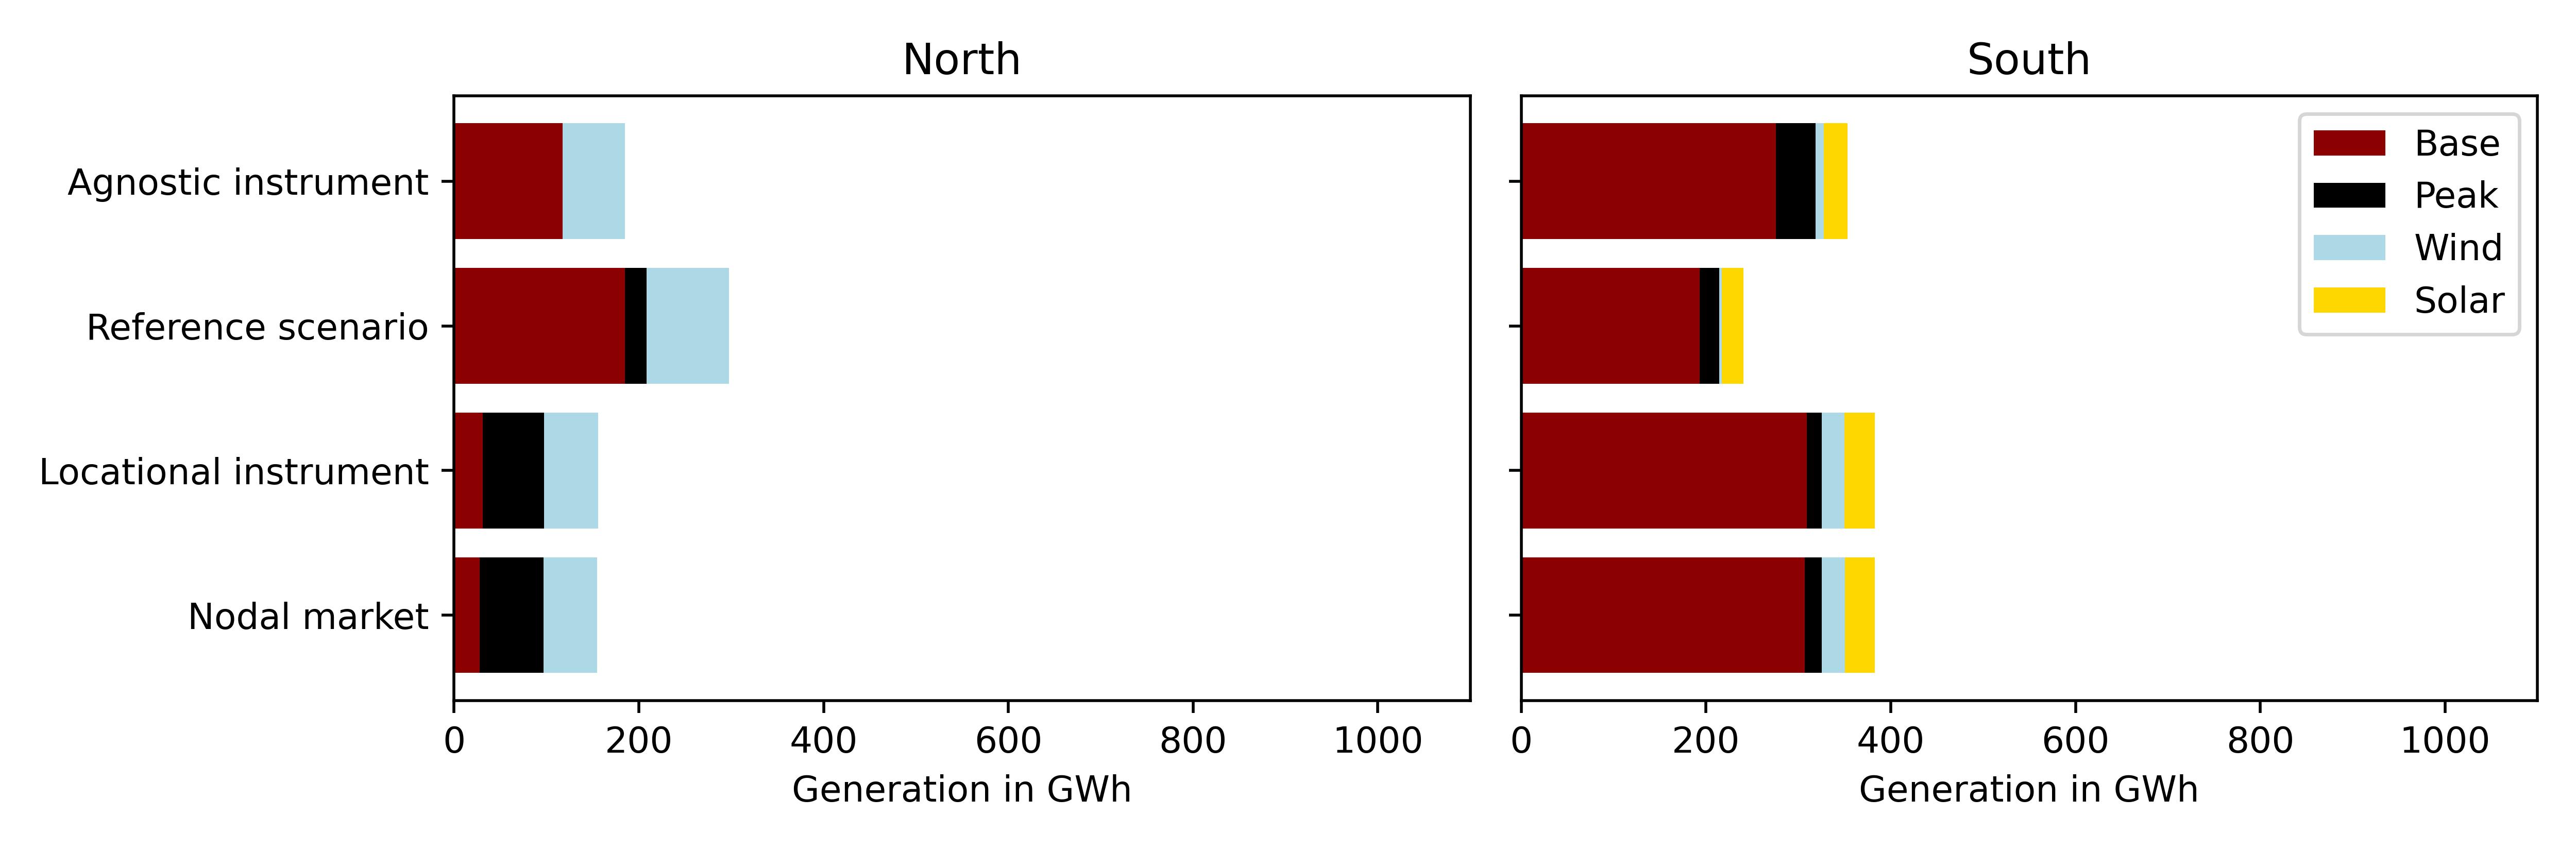 North
South
Agnostic instrument
Reference scenario
Locational instrument
Nodal market
0 200 400 600 800 1000
Generation in GWh
0 200 400 600 800 1000
Generation in GWh
Base
Peak
Wind
Solar